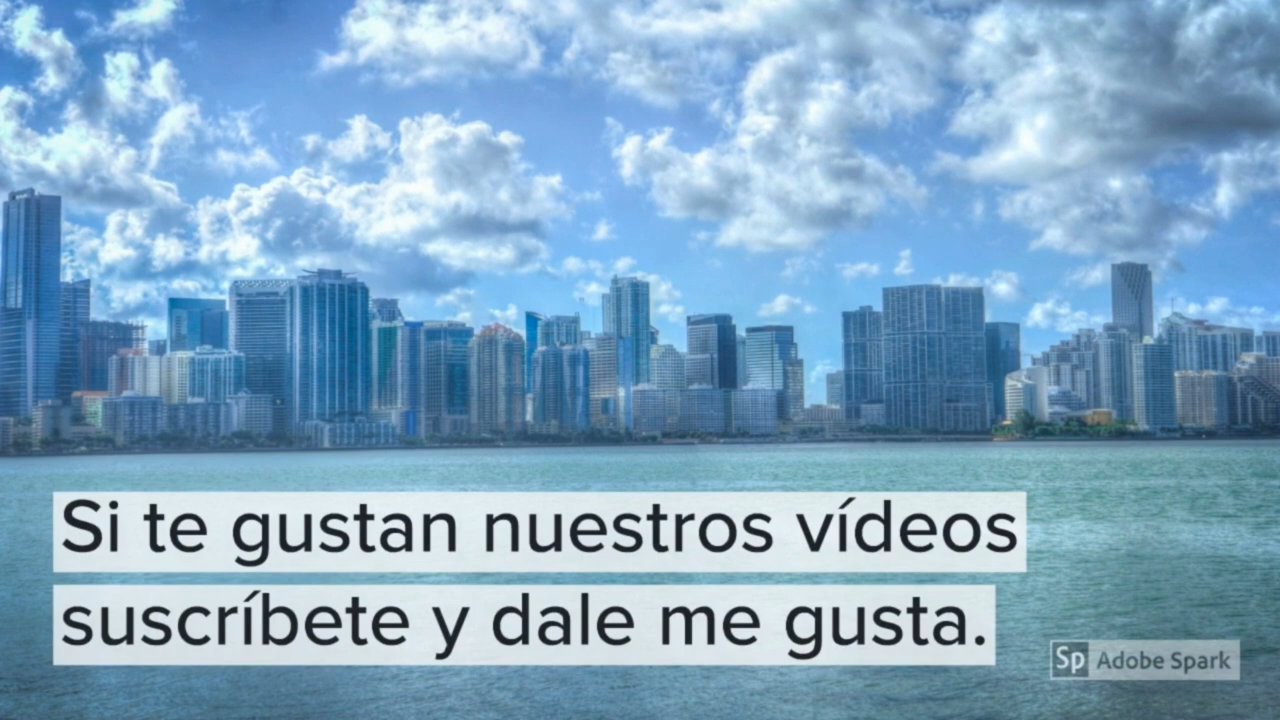 Si te gustan nuestros vídeos
suscríbete y dale me gusta.
Sp Adobe Spark